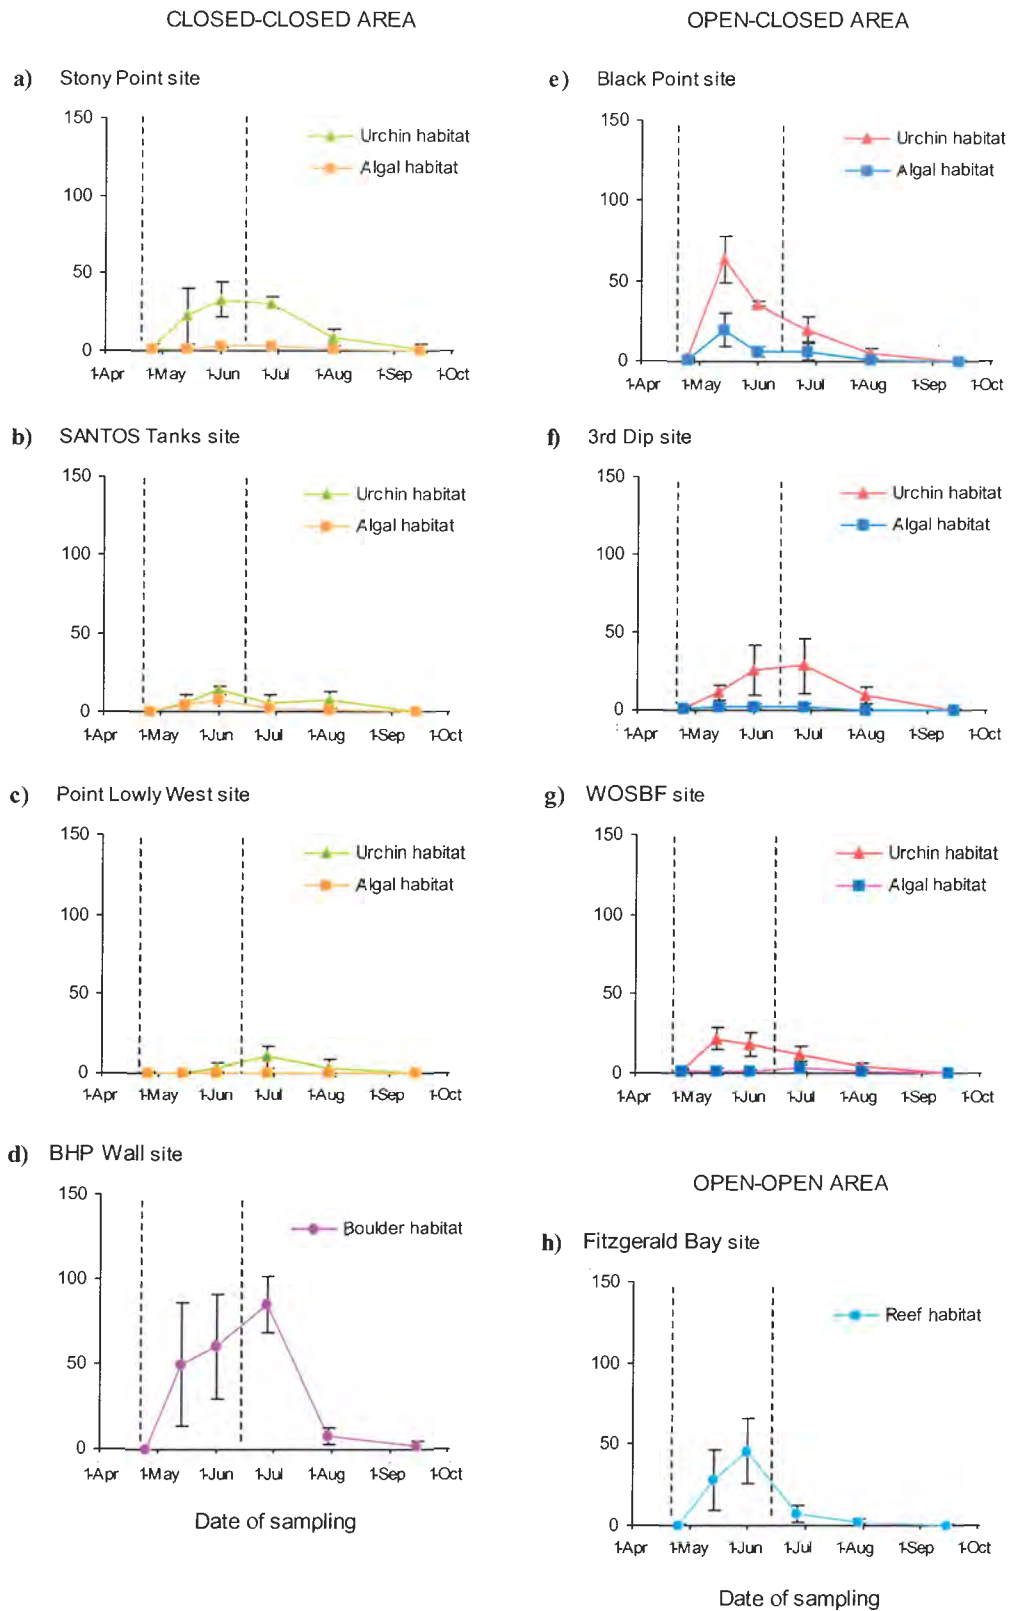 CLOSED-CLOSED AREA
a) Stony Point site
150
100
50
0
Urchin habitat
Algal habitat
1-Apr 1-May 1-Jun 1-Jul 1-Aug 1-Sep 1-Oct
b) SANTOS Tanks site
150
100
50
0
Urchin habitat
Algal habitat
1-Apr 1-May 1-Jun 1-Jul 1-Aug 1-Sep 1-Oct
c) Point Lowly West site
150
100
50
0
Urchin habitat
Algal habitat
1-Apr 1-May 1-Jun 1-Jul 1-Aug 1-Sep 1-Oct
d) BHP Wall site
150
100
50
0
Boulder habitat
1-Apr 1-May 1-Jun 1-Jul 1-Aug 1-Sep 1-Oct
Date of sampling
OPEN-CLOSED AREA
e) Black Point site
150
100
50
0
Urchin habitat
Algal habitat
1-Apr 1-May 1-Jun 1-Jul 1-Aug 1-Sep 1-Oct
f) 3rd Dip site
150
100
50
0
Urchin habitat
Algal habitat
1-Apr 1-May 1-Jun 1-Jul 1-Aug 1-Sep 1-Oct
g) WOSBF site
150
100
50
0
Urchin habitat
Algal habitat
1-Apr 1-May 1-Jun 1-Jul 1-Aug 1-Sep 1-Oct
OPEN-OPEN AREA
h) Fitzgerald Bay site
150
100
50
0
Reef habitat
1-Apr 1-May 1-Jun 1-Jul 1-Aug 1-Sep 1-Oct
Date of sampling